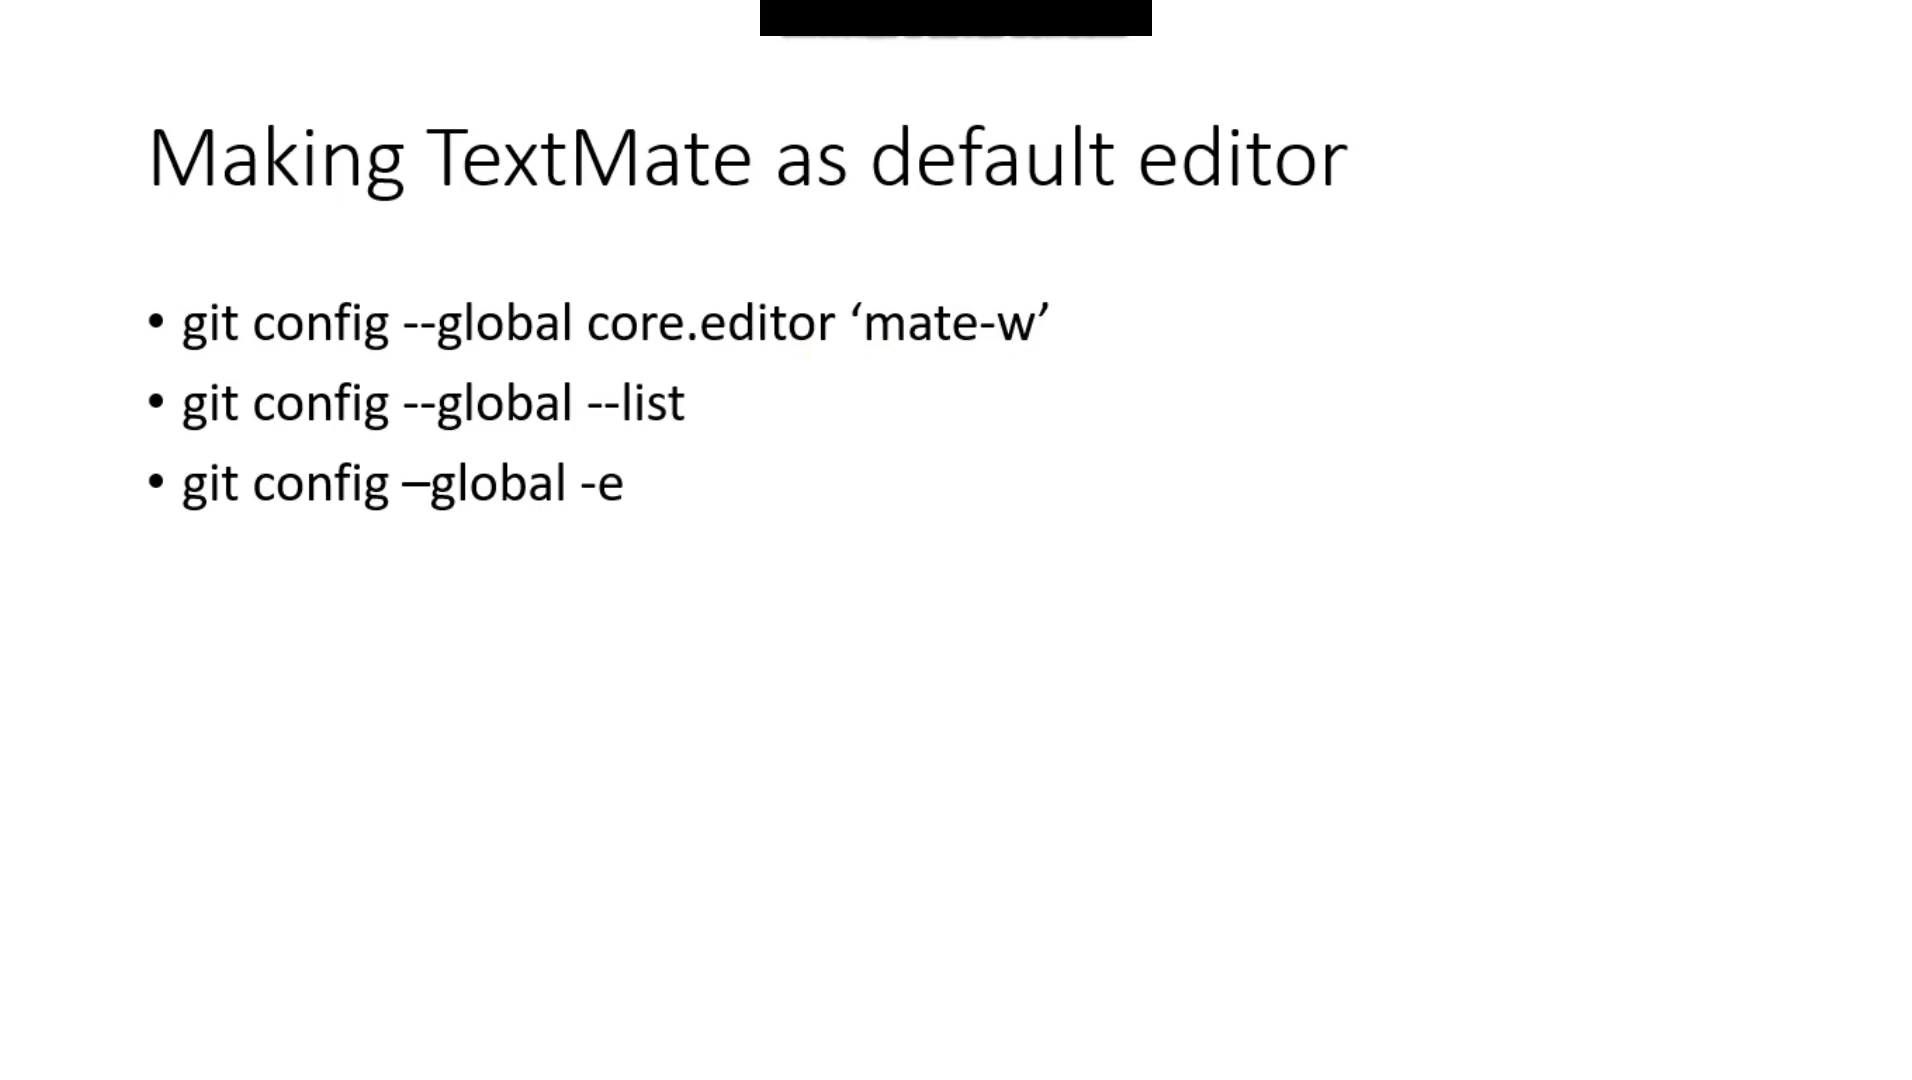 Making TextMate as default editor
• git config --global core.editor ‘mate-w’
• git config --global --list
• git config –global -e